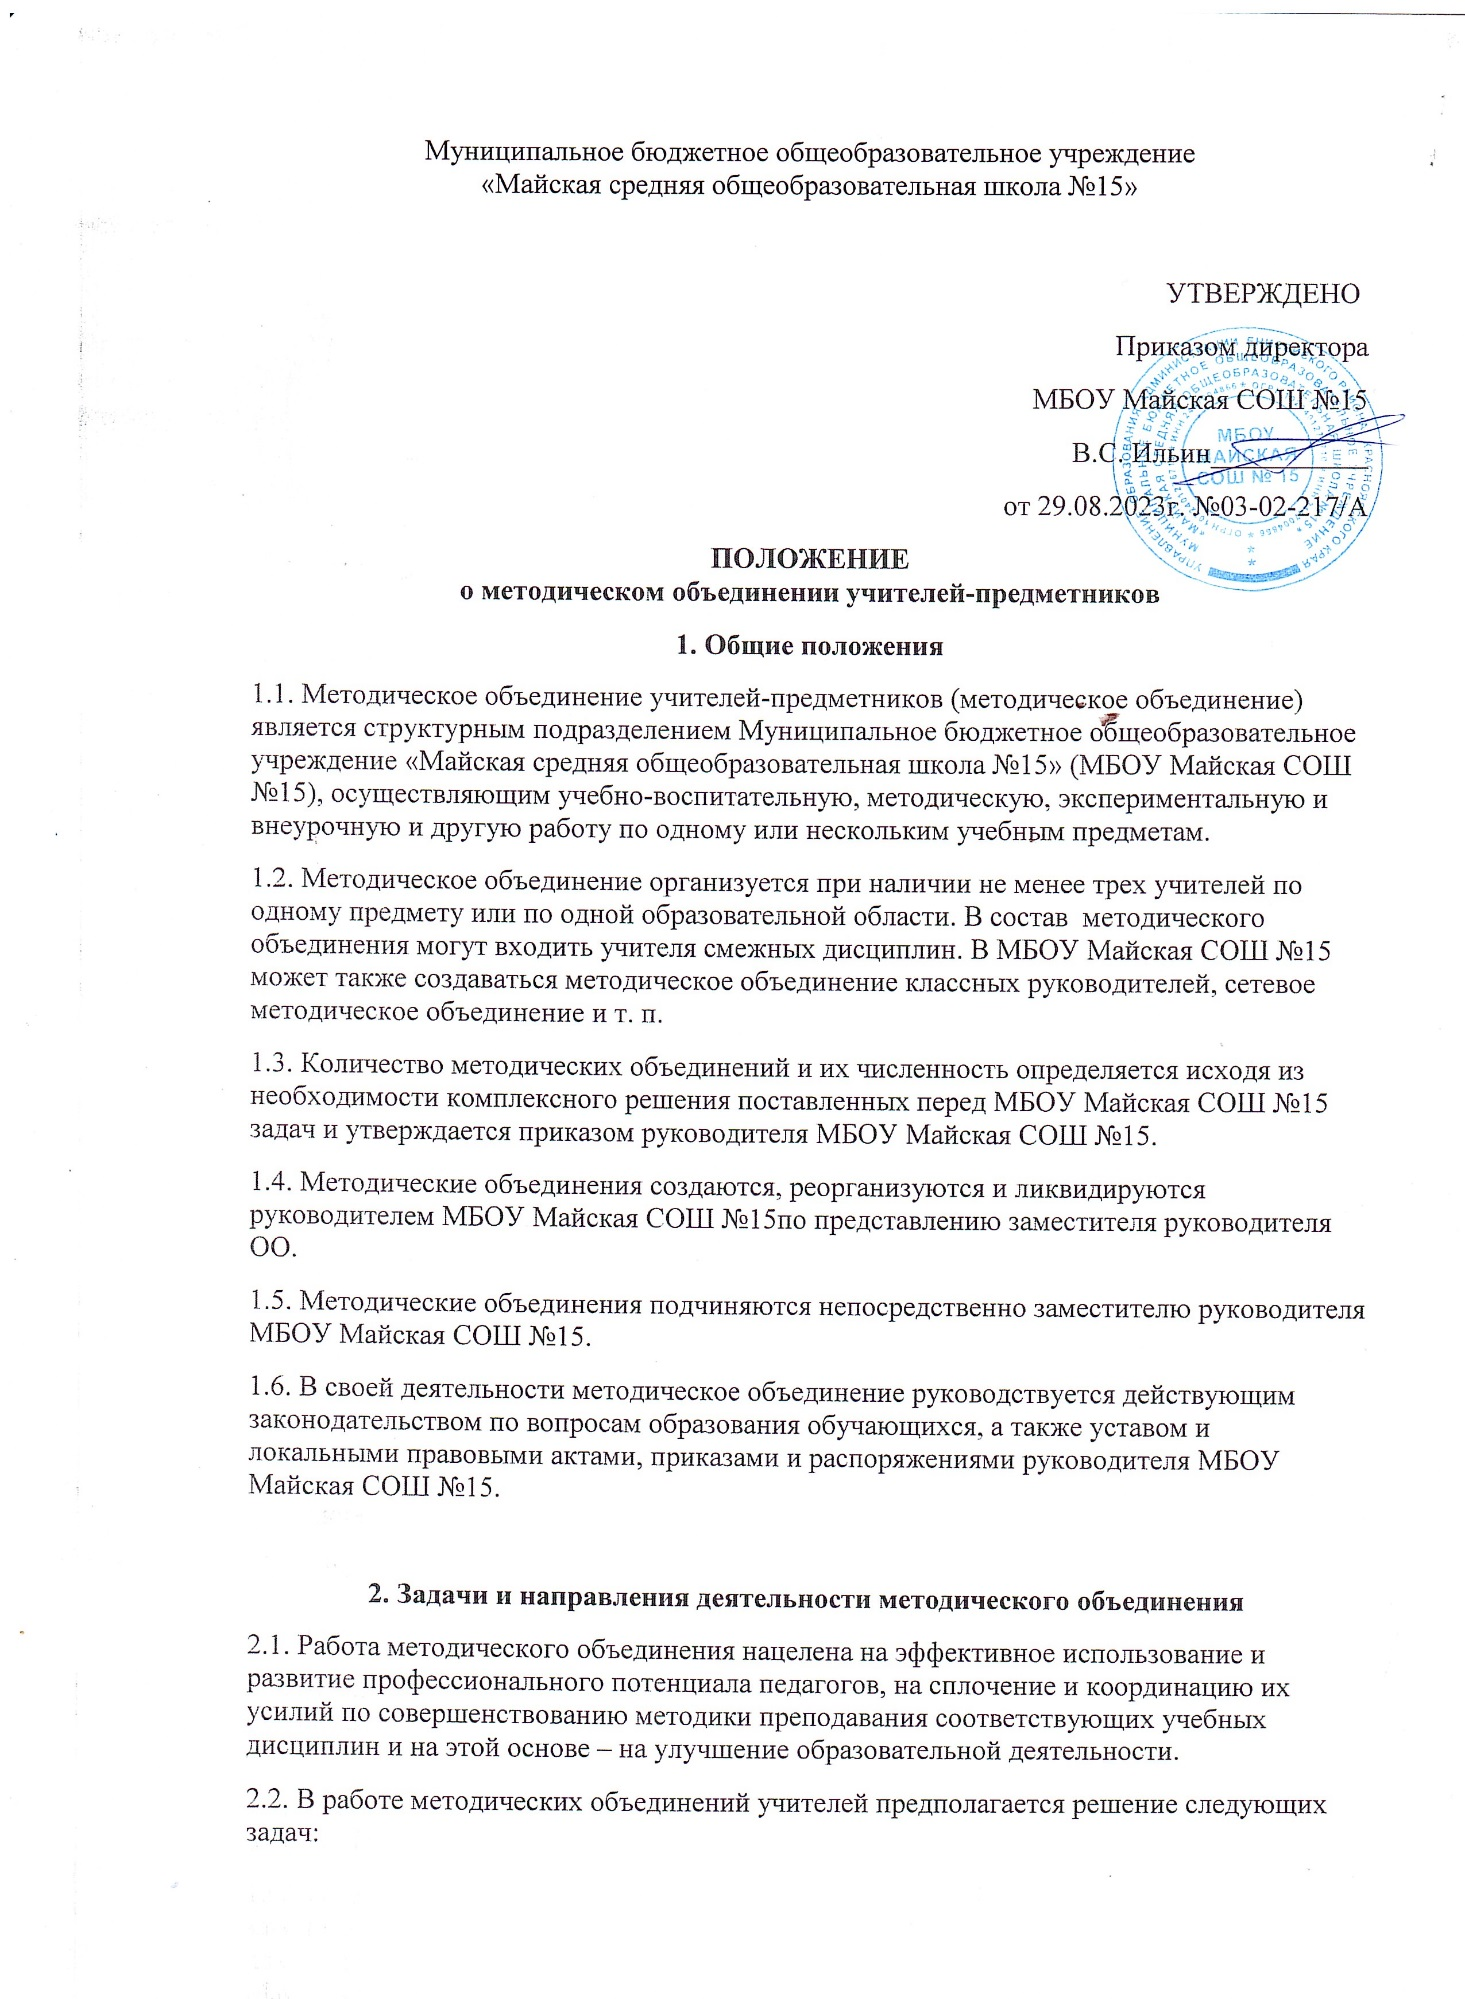 Муниципальное бюджетное общеобразовательное учреждение
«Майская средняя общеобразовательная школа №15»
УТВЕРЖДЕНО
Приказом директора
МБОУ Майская СОШ №15
В.С. Ильин
от 29.08.2023г. №03-02-217/А
МБОУ
МАЙСКАЯ
СОШ № 15
ПОЛОЖЕНИЕ
о методическом объединении учителей-предметников
1. Общие положения
1.1. Методическое объединение учителей-предметников (методическое объединение)
является структурным подразделением Муниципальное бюджетное общеобразовательное
учреждение «Майская средняя общеобразовательная школа №15» (МБОУ Майская СОШ
№15), осуществляющим учебно-воспитательную, методическую, экспериментальную и
внеурочную и другую работу по одному или нескольким учебным предметам.
1.2. Методическое объединение организуется при наличии не менее трех учителей по
одному предмету или по одной образовательной области. В состав  методического
объединения могут входить учителя смежных дисциплин. В МБОУ Майская СОШ №15
может также создаваться методическое объединение классных руководителей, сетевое
методическое объединение и т. п.
1.3. Количество методических объединений и их численность определяется исходя из
необходимости комплексного решения поставленных перед МБОУ Майская СОШ №15
задач и утверждается приказом руководителя МБОУ Майская СОШ №15.
1.4. Методические объединения создаются, реорганизуются и ликвидируются
руководителем МБОУ Майская СОШ №15по представлению заместителя руководителя
ОО.
1.5. Методические объединения подчиняются непосредственно заместителю руководителя
МБОУ Майская СОШ №15.
1.6. В своей деятельности методическое объединение руководствуется действующим
законодательством по вопросам образования обучающихся, а также уставом и
локальными правовыми актами, приказами и распоряжениями руководителя МБОУ
Майская СОШ №15.
2. Задачи и направления деятельности методического объединения
2.1. Работа методического объединения нацелена на эффективное использование и
развитие профессионального потенциала педагогов, на сплочение и координацию их
усилий по совершенствованию методики преподавания соответствующих учебных
дисциплин и на этой основе – на улучшение образовательной деятельности.
2.2. В работе методических объединений учителей предполагается решение следующих
задач: